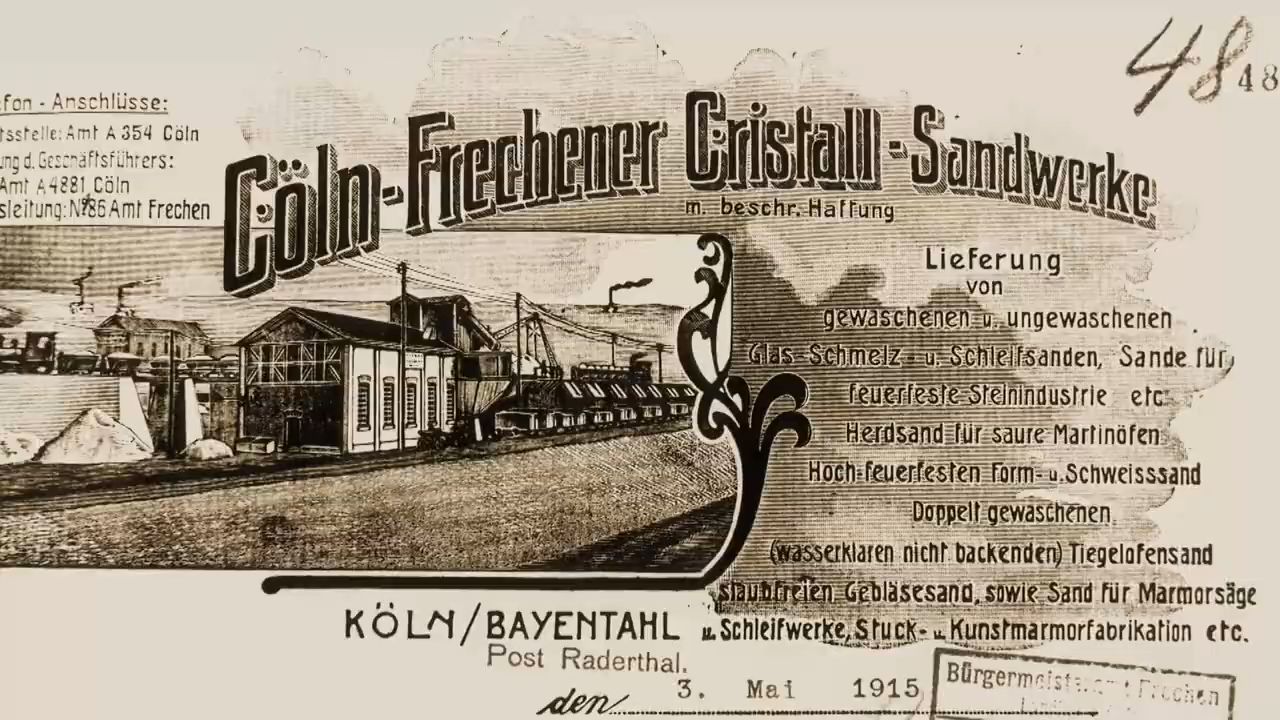 48 48
fon - Anschlüsse:
tsstelle: Amt A 354 Cöln
ung d. Geschäftsführers:
Amt A 4881 Cöln
sleitung: N°86 Amt Frechen
Cöln-Frechener Cristall-Sandwerke
m. beschr. Haftung
Lieferung
von
gewaschenen u. ungewaschenen
Glas-Schmelz- u. Schleifsanden, Sande für
feuerfeste Steinindustrie etc.
Herdsand für saure Martinöfen
Hoch-feuerfesten Form- u. Schweisssand
Doppelt gewaschenen
(wasserklaren nicht backenden) Tiegelofensand
staubfreien Gebläsesand, sowie Sand für Marmorsäge
u. Schleifwerke, Stuck- u. Kunstmarmorfabrikation etc.
KÖLN/BAYENTAHL
Post Raderthal.
den 3. Mai 1915
Bürgermeisteramt Frechen